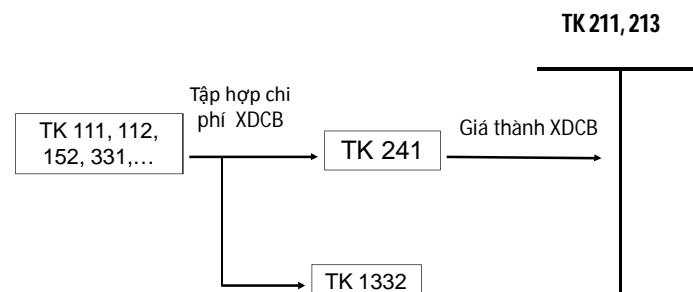 TK 211, 213
Tập hợp chi
phí XDCB
TK 111, 112,
152, 331,...
TK 241
Giá thành XDCB
TK 1332